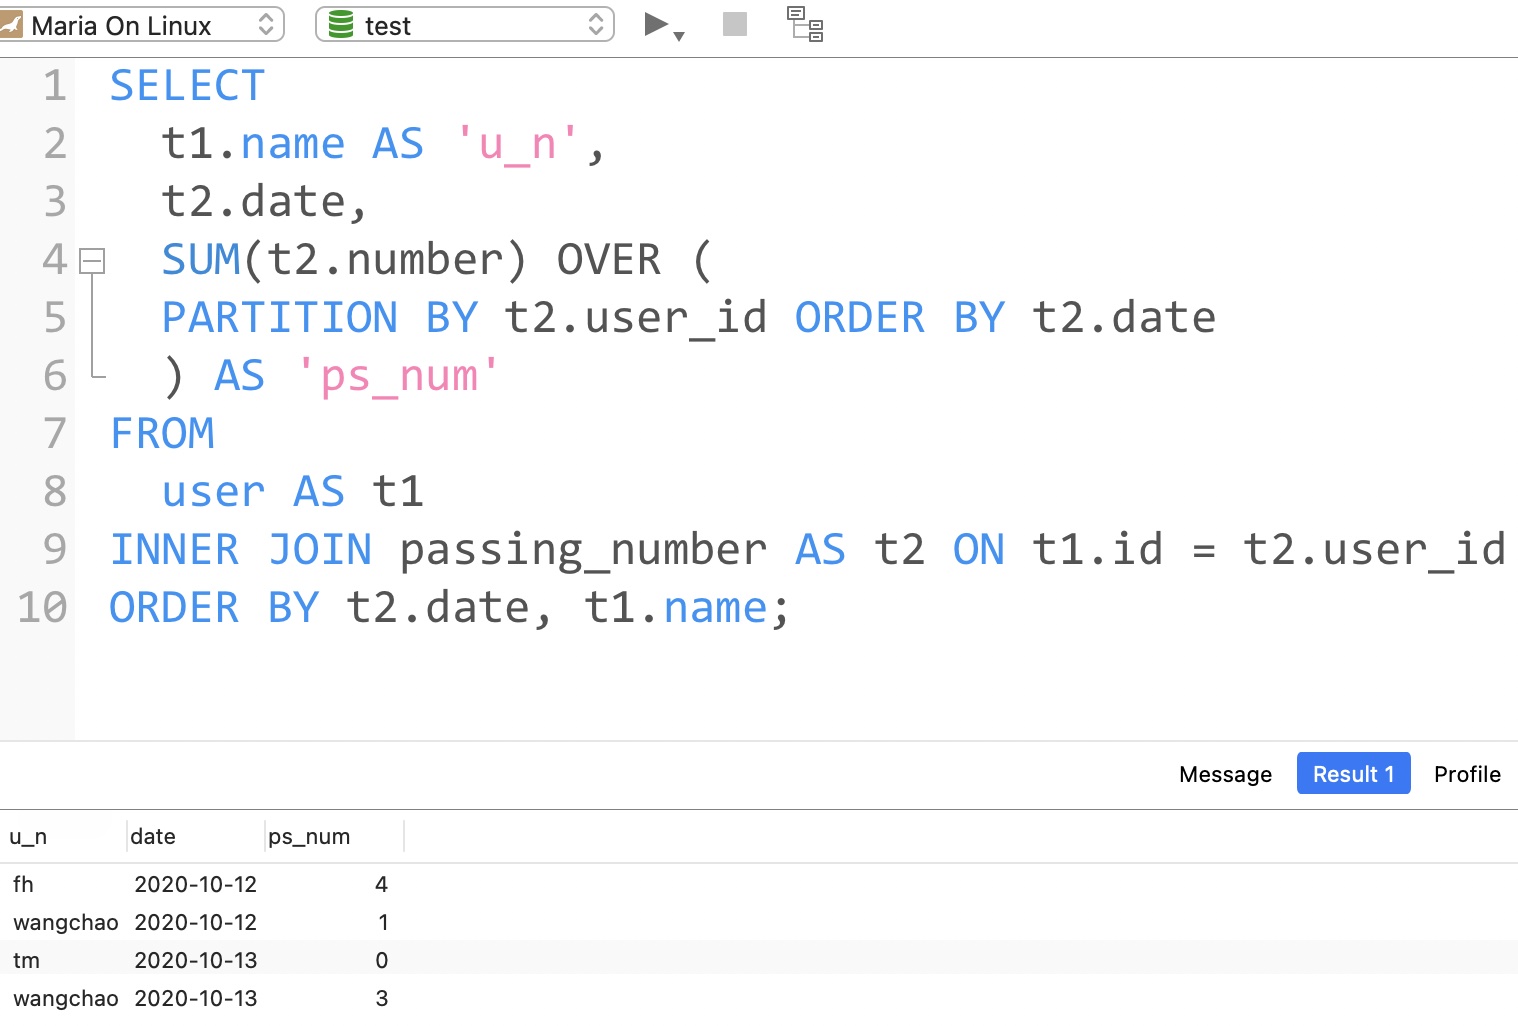 Maria On Linux test
1 SELECT
2 t1.name AS 'u_n',
3 t2.date,
4 SUM(t2.number) OVER (
5 PARTITION BY t2.user_id ORDER BY t2.date
6 ) AS 'ps_num'
7 FROM
8 user AS t1
9 INNER JOIN passing_number AS t2 ON t1.id = t2.user_id
10 ORDER BY t2.date, t1.name;
Message Result 1 Profile
u_n date ps_num
fh 2020-10-12 4
wangchao 2020-10-12 1
tm 2020-10-13 0
wangchao 2020-10-13 3